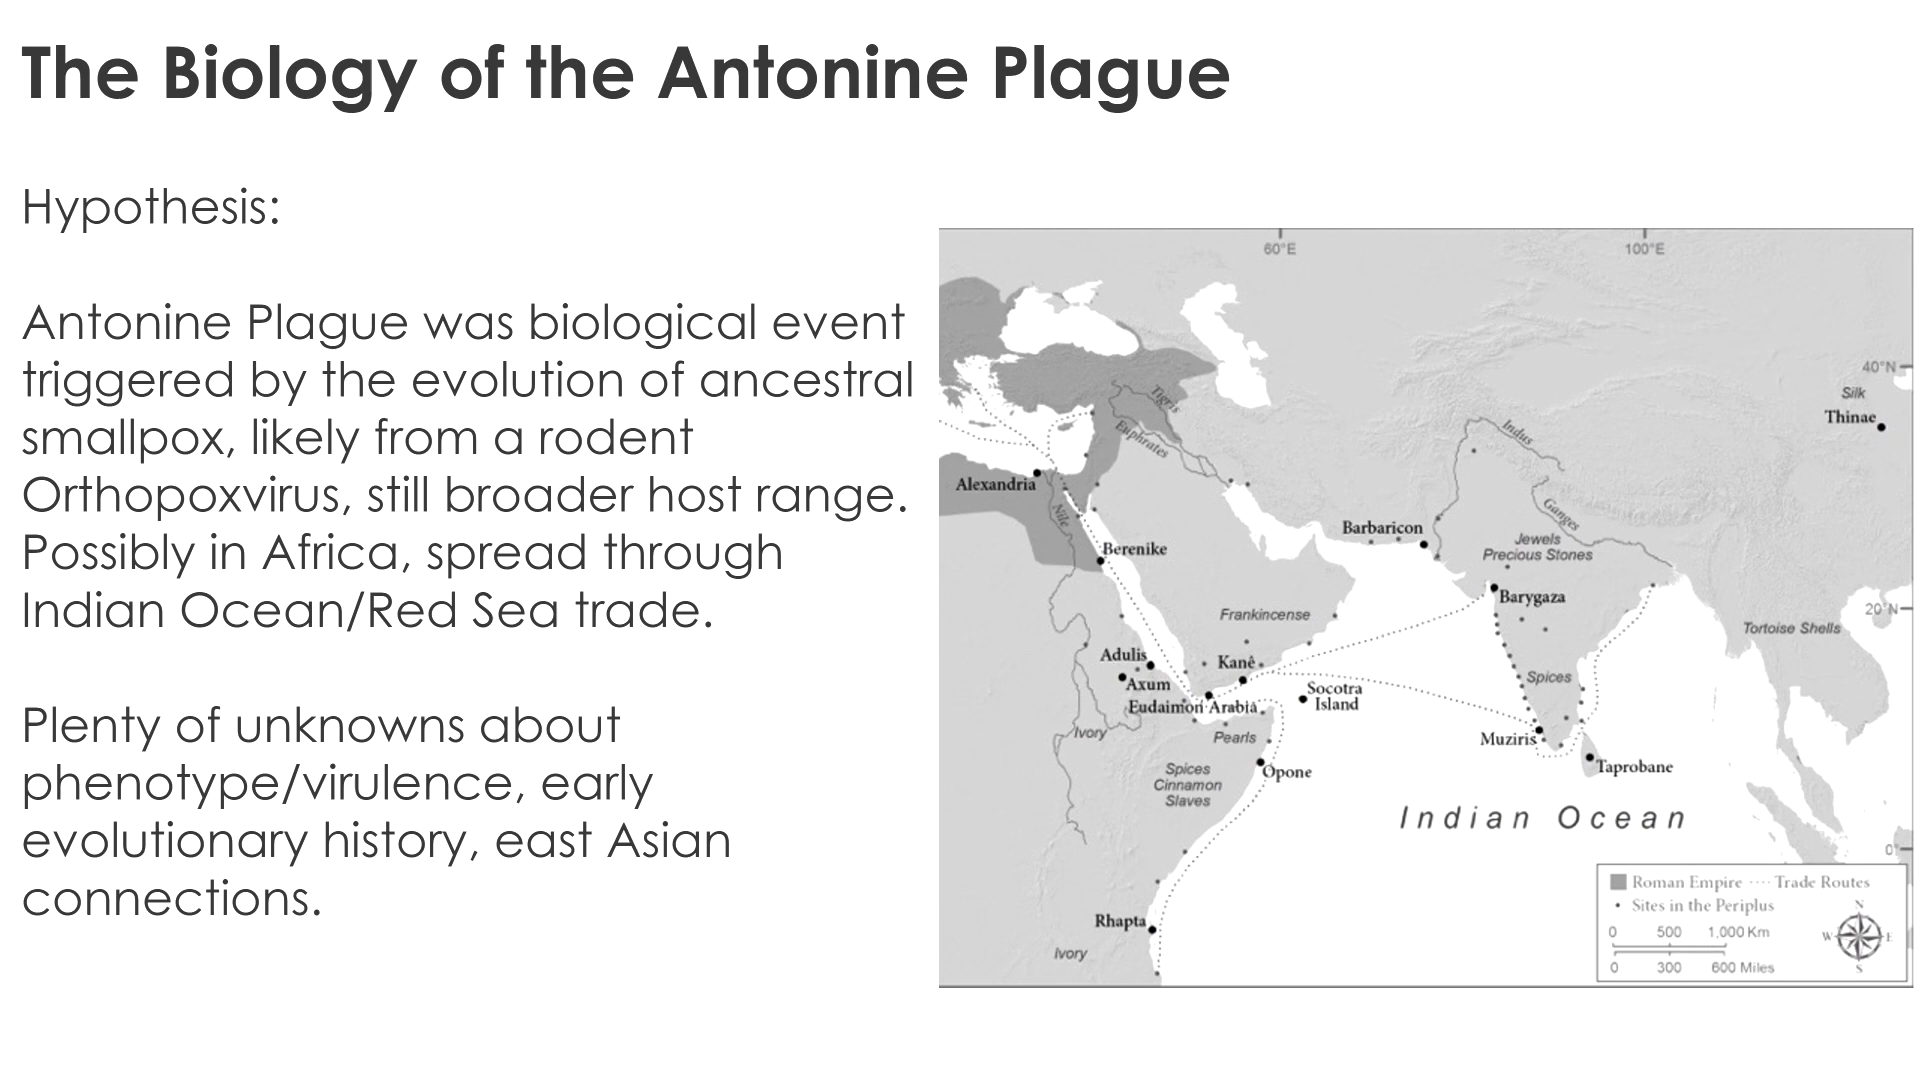 The Biology of the Antonine Plague
Hypothesis:
Antonine Plague was biological event
triggered by the evolution of ancestral
smallpox, likely from a rodent
Orthopoxvirus, still broader host range.
Possibly in Africa, spread through
Indian Ocean/Red Sea trade.
Plenty of unknowns about
phenotype/virulence, early
evolutionary history, east Asian
connections.
60°E
100°E
40°N
Silk
Thinae
Tigris
Euphrates
Indus
Alexandria
Nile
Ganges
Barbaricon
Jewels
Precious Stones
Berenike
Barygaza
20°N
Frankincense
Tortoise Shells
Adulis
Kanê
Axum
Spices
Socotra
Island
Eudaimon Arabia
Ivory
Pearls
Muziris
Opone
Taprobane
Spices
Cinnamon
Slaves
Indian Ocean
0°
Rhapta
Ivory
Roman Empire
Trade Routes
Sites in the Periplus
N
W
E
S
0 500 1,000 Km
0 300 600 Miles